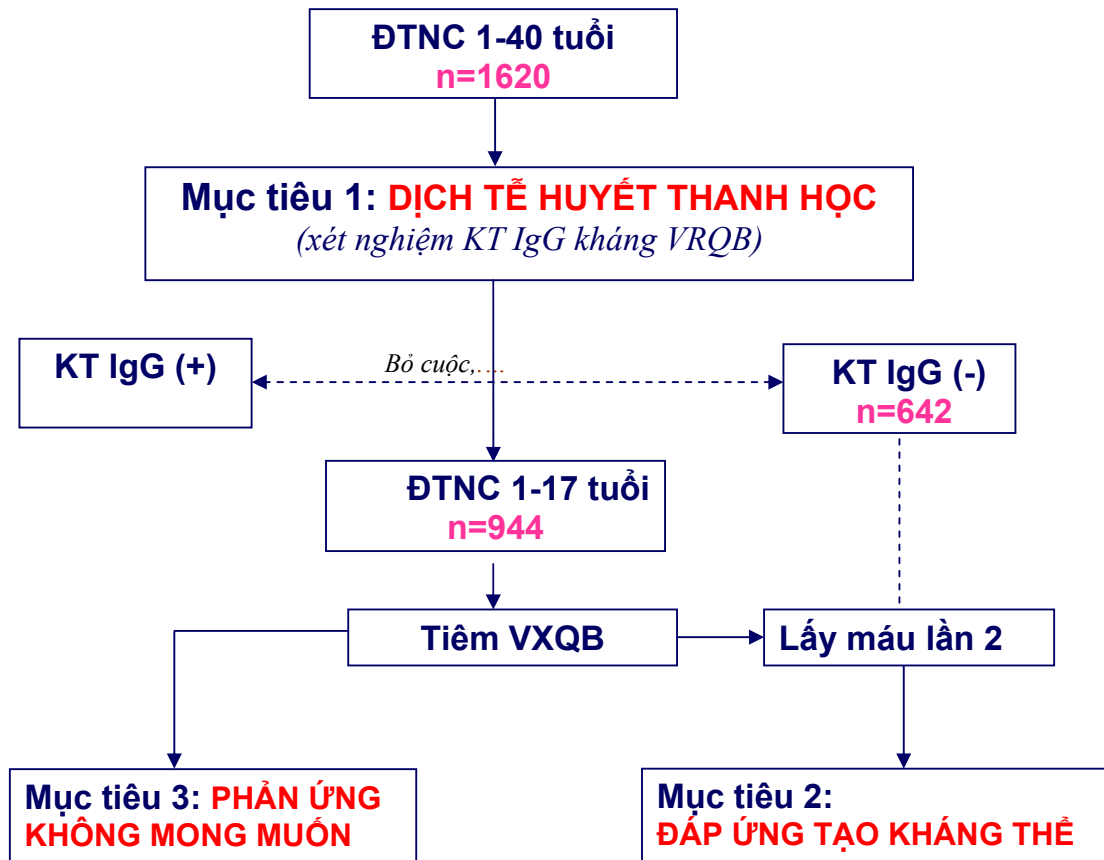 ĐTNC 1-40 tuổi
n=1620
Mục tiêu 1: DỊCH TỄ HUYẾT THANH HỌC
(xét nghiệm KT IgG kháng VRQB)
KT IgG (+)
Bỏ cuộc,....
KT IgG (-)
n=642
ĐTNC 1-17 tuổi
n=944
Tiêm VXQB
Lấy máu lần 2
Mục tiêu 3: PHẢN ỨNG
KHÔNG MONG MUỐN
Mục tiêu 2:
ĐÁP ỨNG TẠO KHÁNG THỂ